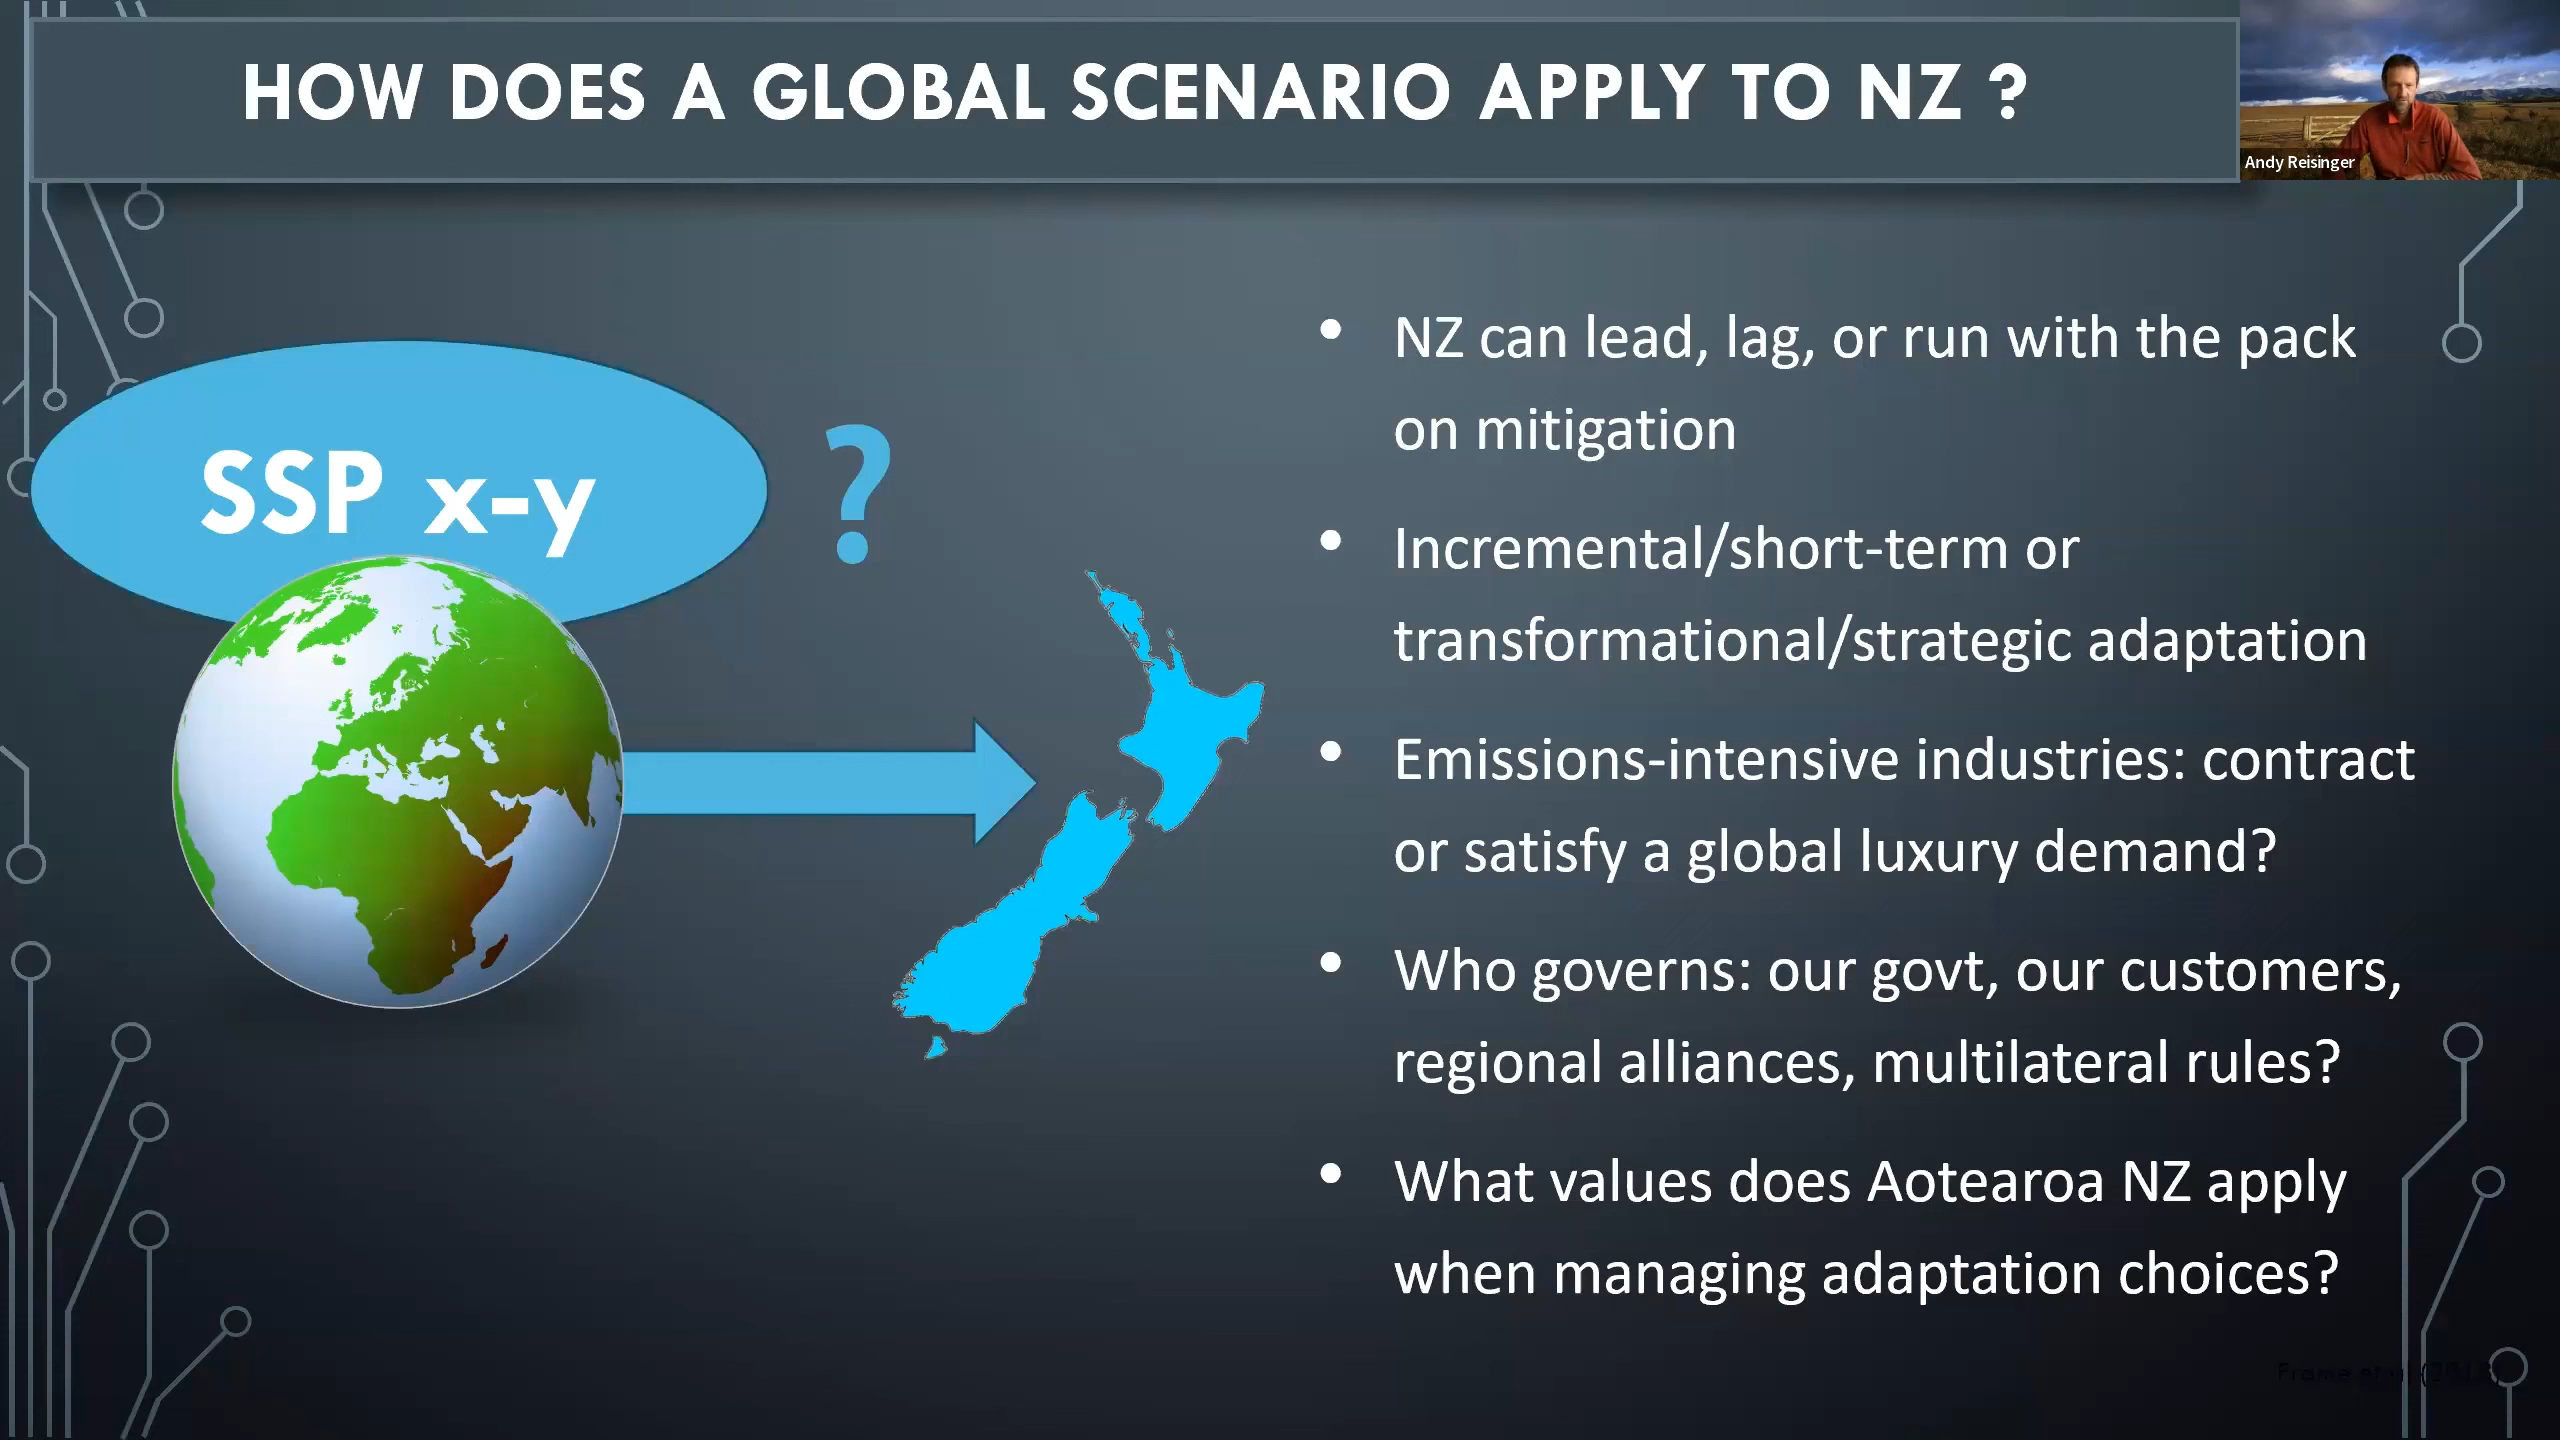 HOW DOES A GLOBAL SCENARIO APPLY TO NZ ?
Andy Reisinger
SSP x-y
?
• NZ can lead, lag, or run with the pack
on mitigation
• Incremental/short-term or
transformational/strategic adaptation
• Emissions-intensive industries: contract
or satisfy a global luxury demand?
• Who governs: our govt, our customers,
regional alliances, multilateral rules?
• What values does Aotearoa NZ apply
when managing adaptation choices?
Frame